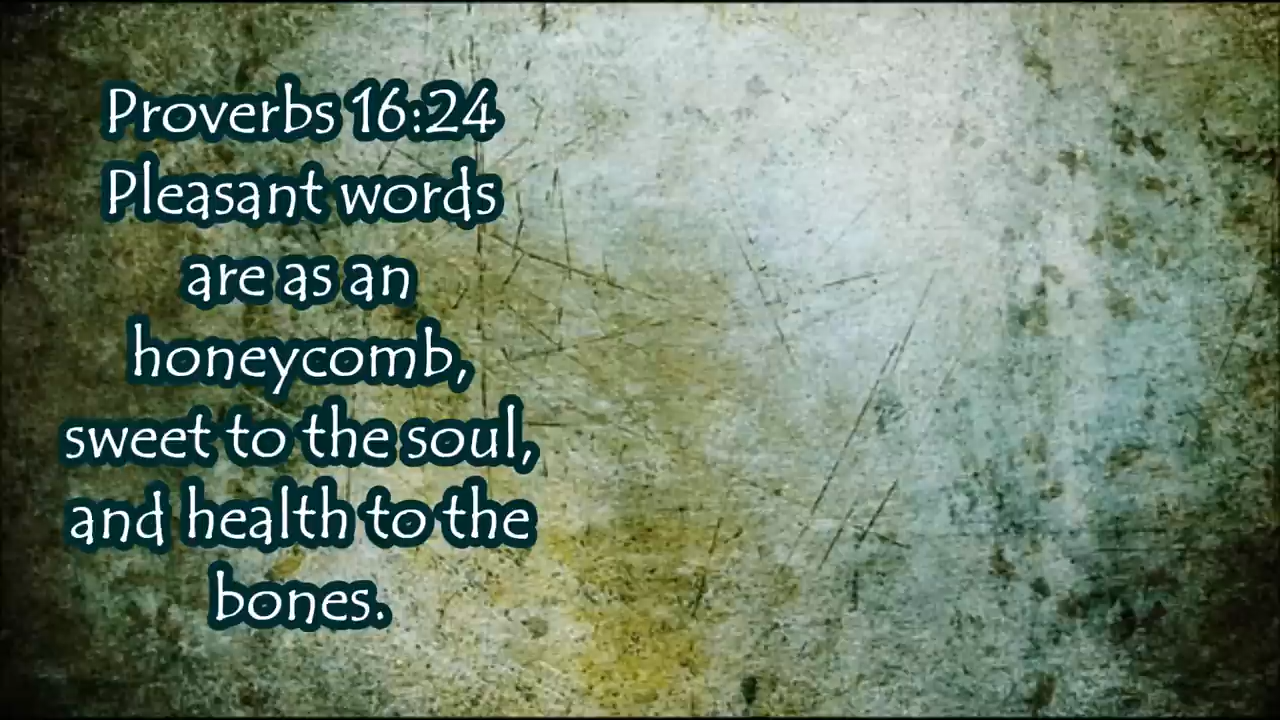 Proverbs 16:24
Pleasant words
are as an
honeycomb,
sweet to the soul,
and health to the
bones.